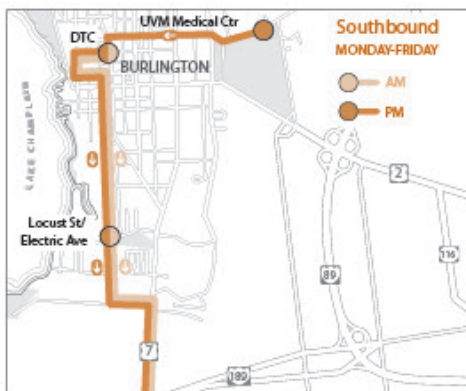 UVM Medical Ctr
Southbound
MONDAY-FRIDAY
DTC
BURLINGTON
AM
PM
LAKE CHAMPLAIN
2
Locust St/
Electric Ave
116
89
7
189